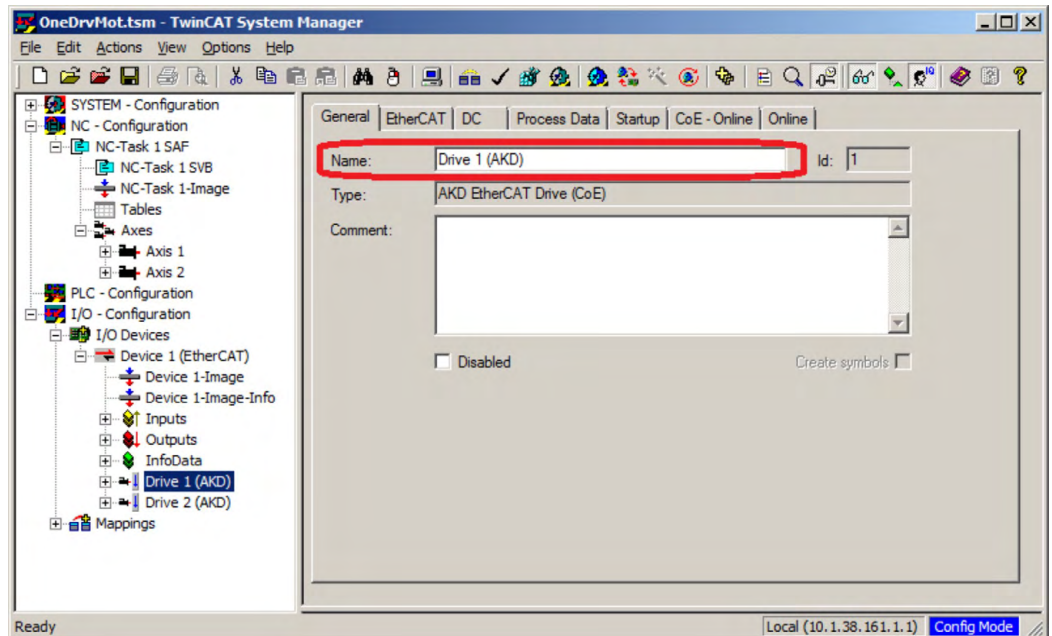 OneDrvMot.tsm - TwinCAT System Manager
File Edit Actions View Options Help
SYSTEM - Configuration
NC - Configuration
NC-Task 1 SAF
NC-Task 1 SVB
NC-Task 1-Image
Tables
Axes
Axis 1
Axis 2
PLC - Configuration
I/O - Configuration
I/O Devices
Device 1 (EtherCAT)
Device 1-Image
Device 1-Image-Info
Inputs
Outputs
InfoData
Drive 1 (AKD)
Drive 2 (AKD)
Mappings
General EtherCAT DC Process Data Startup CoE - Online Online
Name: Drive 1 (AKD) Id: 1
Type: AKD EtherCAT Drive (CoE)
Comment:
Disabled Create symbols
Ready Local (10.1.38.161.1.1) Config Mode